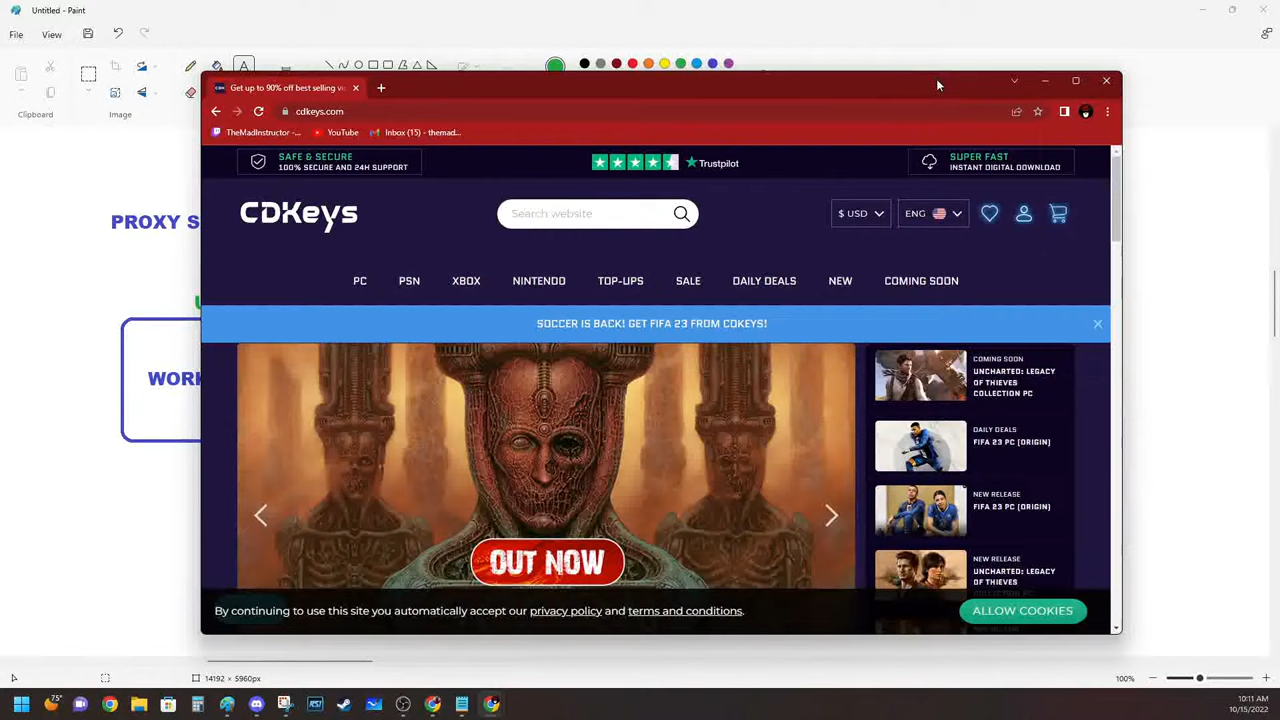 Untitled - Paint
File View
Clipboard
Image
A
PROXY S
U
WORK
Get up to 90% off best selling vi
cdkeys.com
TheMadInstructor -...
YouTube
Inbox (15) - themad...
SAFE & SECURE
100% SECURE AND 24H SUPPORT
Trustpilot
SUPER FAST
INSTANT DIGITAL DOWNLOAD
CDKeys
Search website
$ USD
ENG
PC PSN XBOX NINTENDO TOP-UPS SALE DAILY DEALS NEW COMING SOON
SOCCER IS BACK! GET FIFA 23 FROM CDKEYS!
OUT NOW
COMING SOON
UNCHARTED: LEGACY
OF THIEVES
COLLECTION PC
DAILY DEALS
FIFA 23 PC (ORIGIN)
NEW RELEASE
FIFA 23 PC (ORIGIN)
NEW RELEASE
UNCHARTED: LEGACY
OF THIEVES
COLLECTION PC
By continuing to use this site you automatically accept our privacy policy and terms and conditions.
ALLOW COOKIES
14192 × 5960px
100%
75°
RSI
10:11 AM
10/15/2022